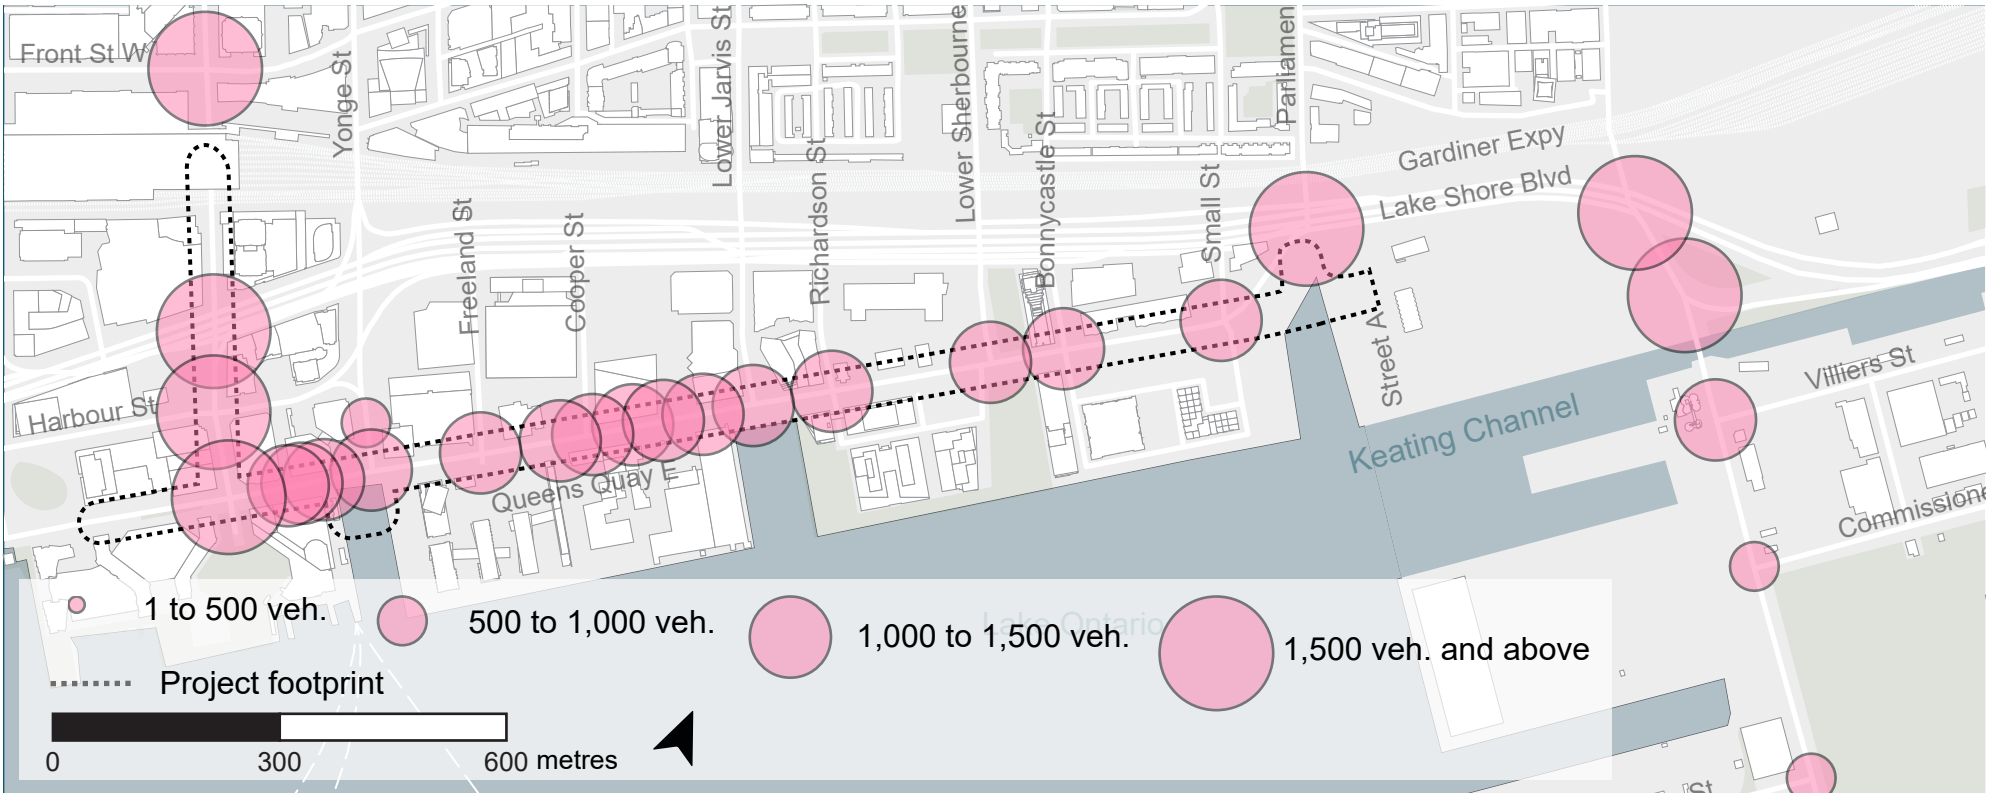 Front St W
Yonge St
Lower Jarvis St
Lower Sherbourne
Bonnycastle St
Parliamen
Richardson St
Small St
Gardiner Expy
Lake Shore Blvd
Freeland St
Cooper St
Street A
Harbour St
Queens Quay E
Keating Channel
Villiers St
Commissione
Lake Ontario
1 to 500 veh.
500 to 1,000 veh.
1,000 to 1,500 veh.
1,500 veh. and above
Project footprint
0 300 600 metres
St